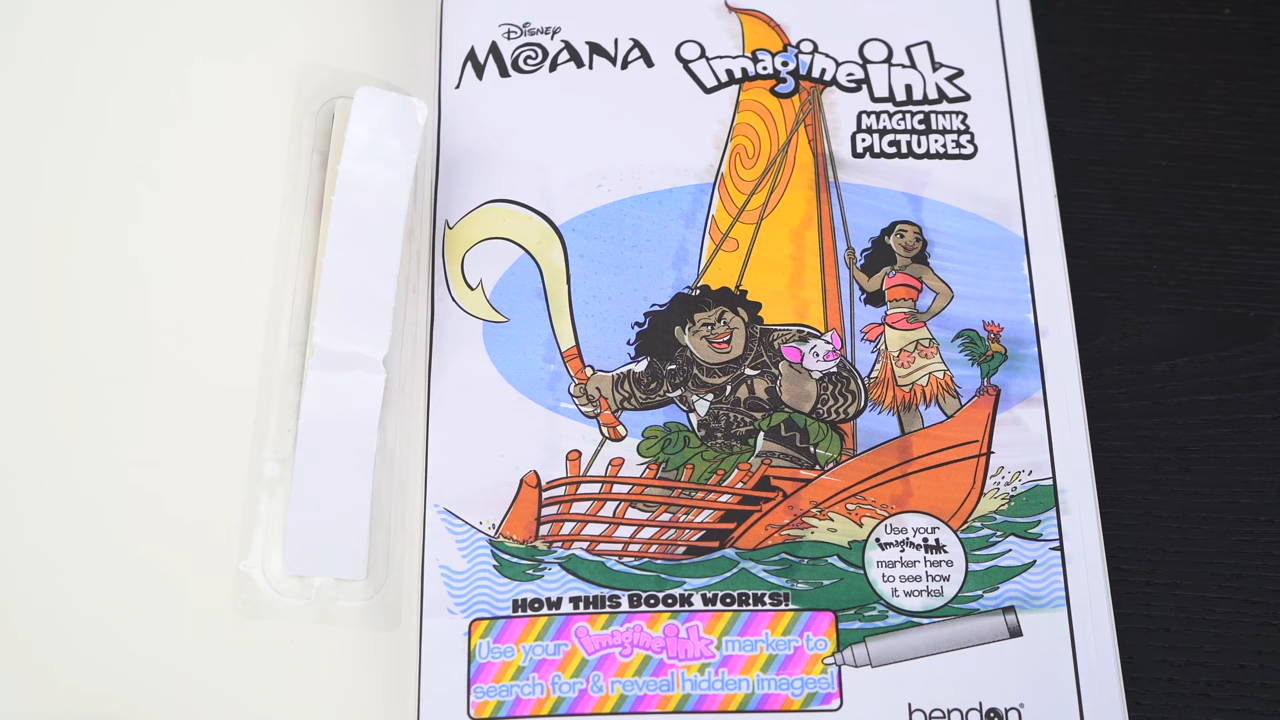 Disney
MOANA
imagine ink
MAGIC INK
PICTURES
Use your
imagine ink
marker here
to see how
it works!
HOW THIS BOOK WORKS!
Use your imagine ink marker to
search for & reveal hidden images!
bendon®